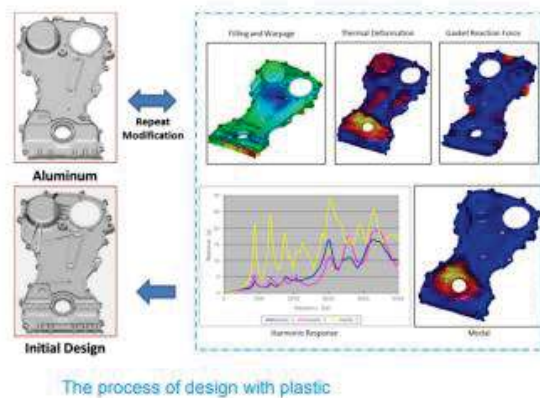 Filling and Warpage
Thermal Deformation
Gasket Reaction Force
Repeat
Modification
Aluminum
Initial Design
Harmonic Response
Modal
The process of design with plastic